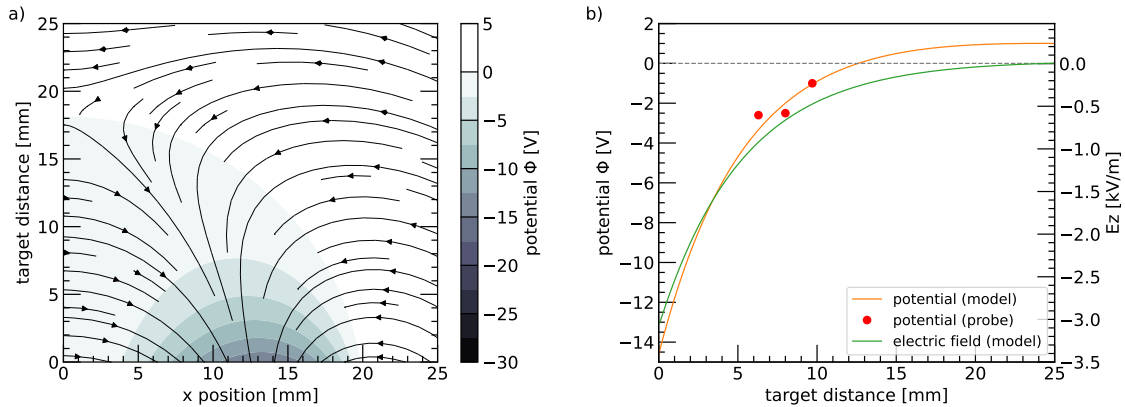 a)
25
20
15
10
5
0
target distance [mm]
0 5 10 15 20 25
x position [mm]
5
0
−5
−10
−15
−20
−25
−30
potential Φ [V]
b)
2
0
−2
−4
−6
−8
−10
−12
−14
potential Φ [V]
0 5 10 15 20 25
target distance [mm]
0.0
−0.5
−1.0
−1.5
−2.0
−2.5
−3.0
−3.5
Ez [kV/m]
potential (model)
potential (probe)
electric field (model)